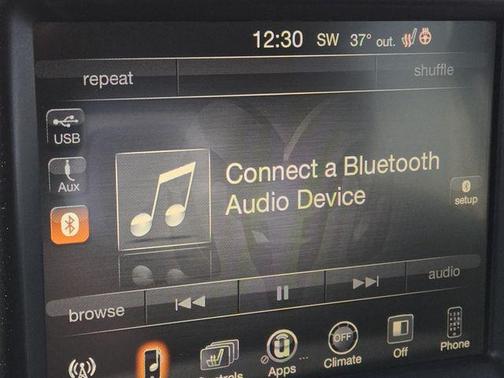 12:30 SW 37° out.
repeat
shuffle
USB
Aux
Connect a Bluetooth
Audio Device
setup
browse
audio
Controls
Apps
OFF
Climate
Off
Phone